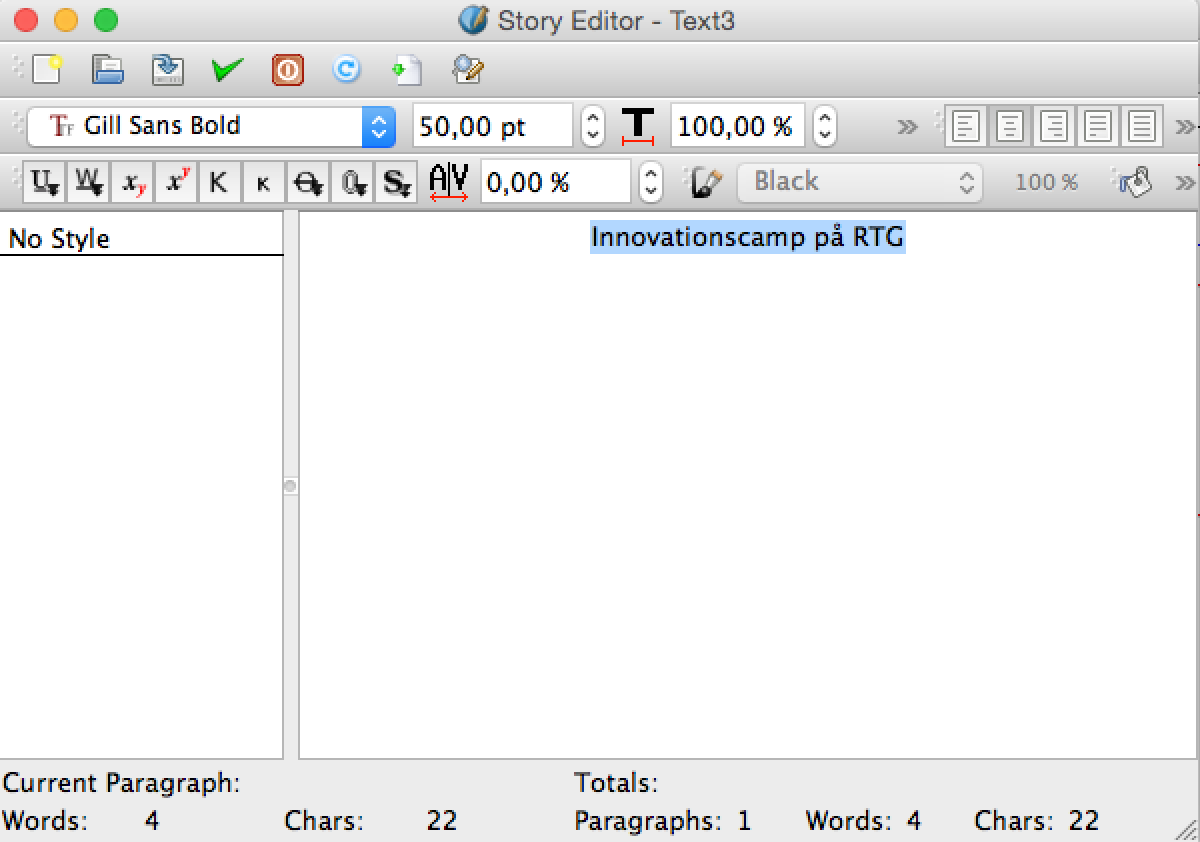 Story Editor - Text3
Gill Sans Bold 50,00 pt 100,00 %
0,00 % Black 100 %
No Style
Innovationscamp på RTG
Current Paragraph: Totals:
Words: 4 Chars: 22 Paragraphs: 1 Words: 4 Chars: 22